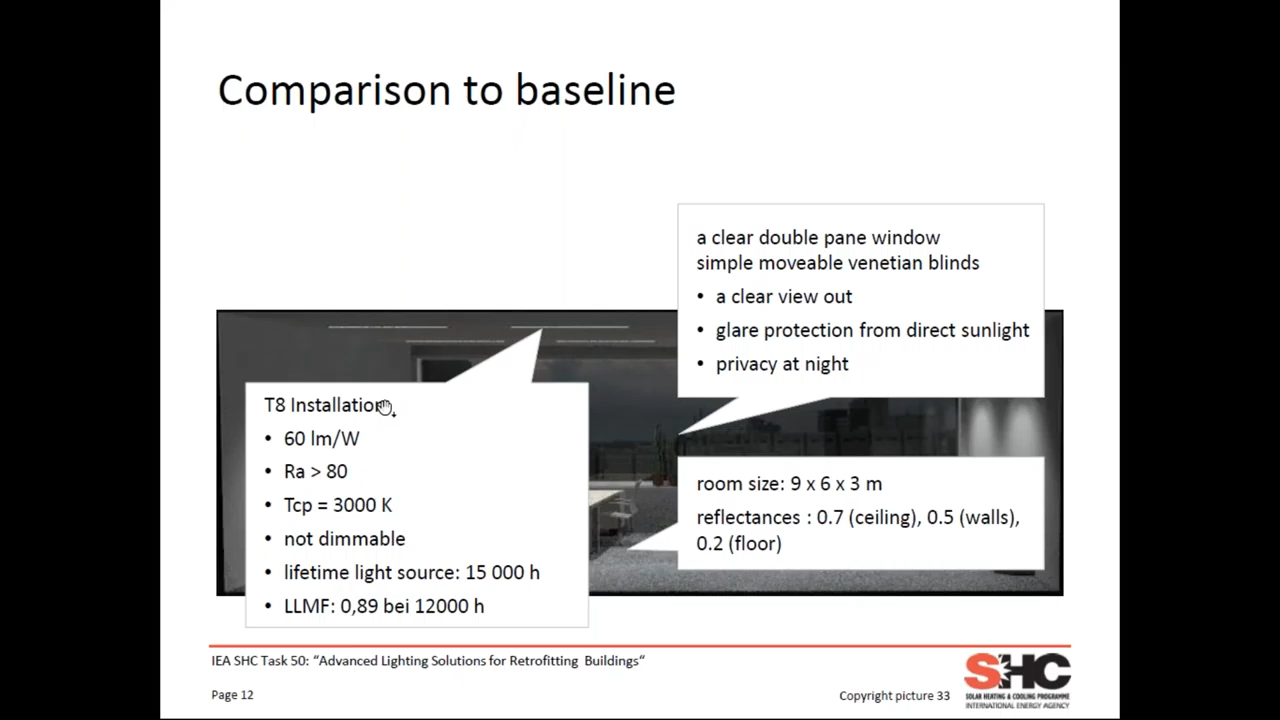 Comparison to baseline
a clear double pane window
simple moveable venetian blinds
• a clear view out
• glare protection from direct sunlight
• privacy at night
T8 Installation
• 60 lm/W
• Ra > 80
• Tcp = 3000 K
• not dimmable
• lifetime light source: 15 000 h
• LLMF: 0,89 bei 12000 h
room size: 9 x 6 x 3 m
reflectances : 0.7 (ceiling), 0.5 (walls),
0.2 (floor)
IEA SHC Task 50: “Advanced Lighting Solutions for Retrofitting Buildings“
Page 12
Copyright picture 33
SHC
SOLAR HEATING & COOLING PROGRAMME
INTERNATIONAL ENERGY AGENCY